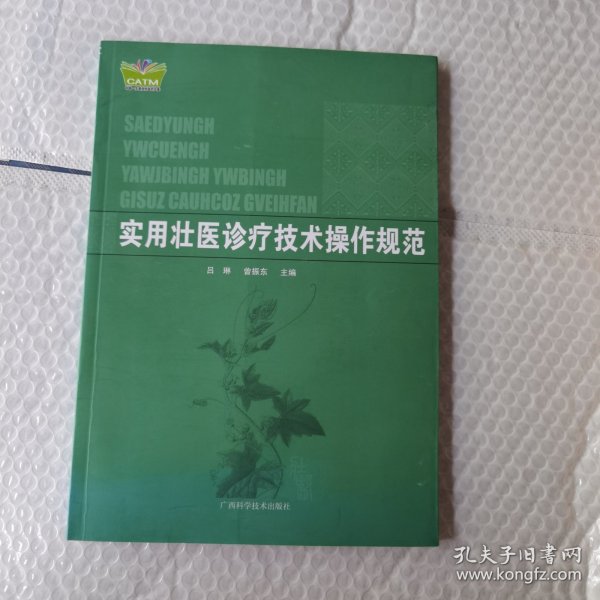 CATM
SAEDYUNGH
YWCUENGH
YAWJBINGH YWBINGH
GISUZ CAUHCOZ GVEIHFAN
实用壮医诊疗技术操作规范
吕 琳 曾振东 主编
广西科学技术出版社
孔夫子旧书网
www.kongfz.com